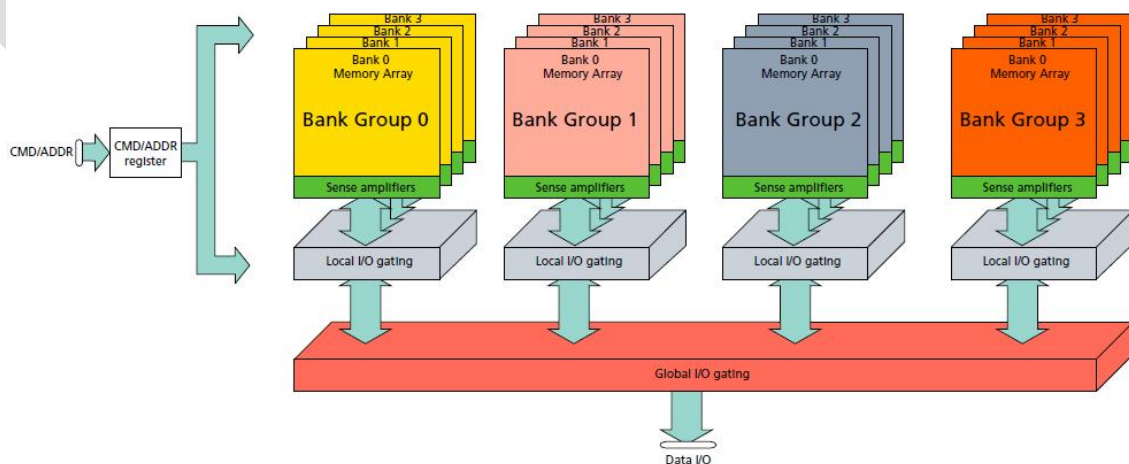 Bank 3
Bank 2
Bank 1
Bank 0
Memory Array
Bank Group 0
Sense amplifiers
Local I/O gating
Bank 3
Bank 2
Bank 1
Bank 0
Memory Array
Bank Group 1
Sense amplifiers
Local I/O gating
Bank 3
Bank 2
Bank 1
Bank 0
Memory Array
Bank Group 2
Sense amplifiers
Local I/O gating
Bank 3
Bank 2
Bank 1
Bank 0
Memory Array
Bank Group 3
Sense amplifiers
Local I/O gating
CMD/ADDR
CMD/ADDR
register
Global I/O gating
Data I/O